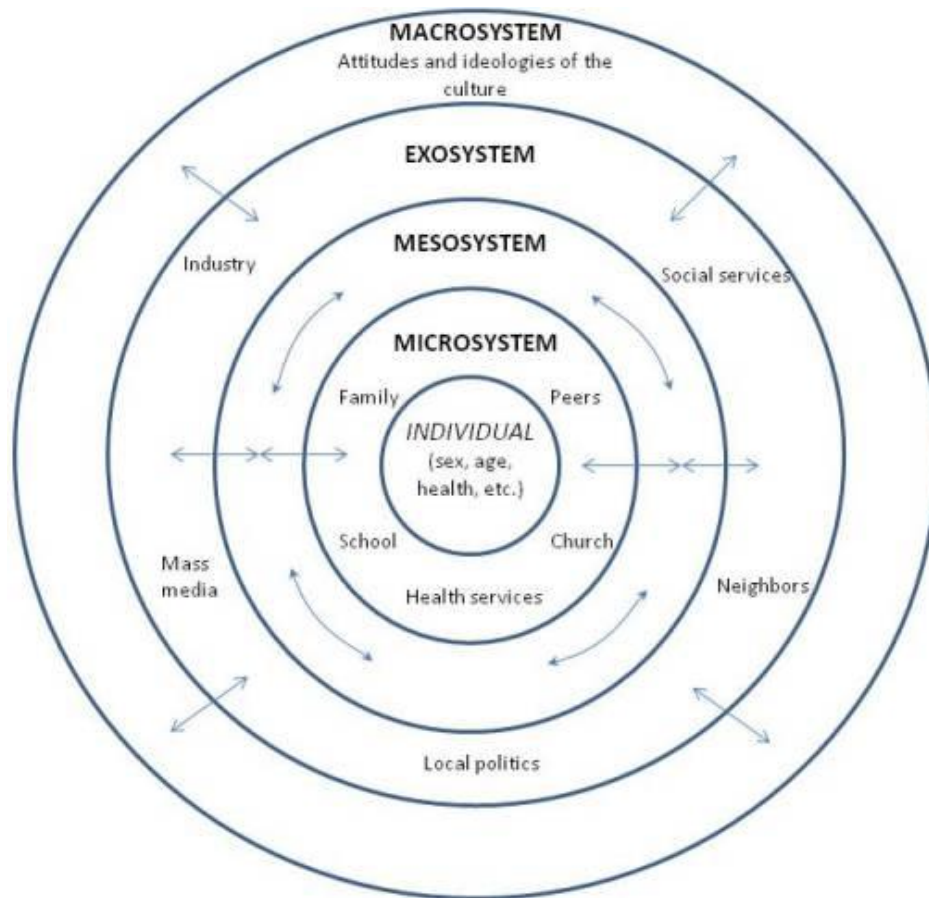 MACROSYSTEM
Attitudes and ideologies of the
culture
EXOSYSTEM
MESOSYSTEM
Industry
Social services
MICROSYSTEM
Family
Peers
INDIVIDUAL
(sex, age,
health, etc.)
School
Church
Mass
media
Health services
Neighbors
Local politics